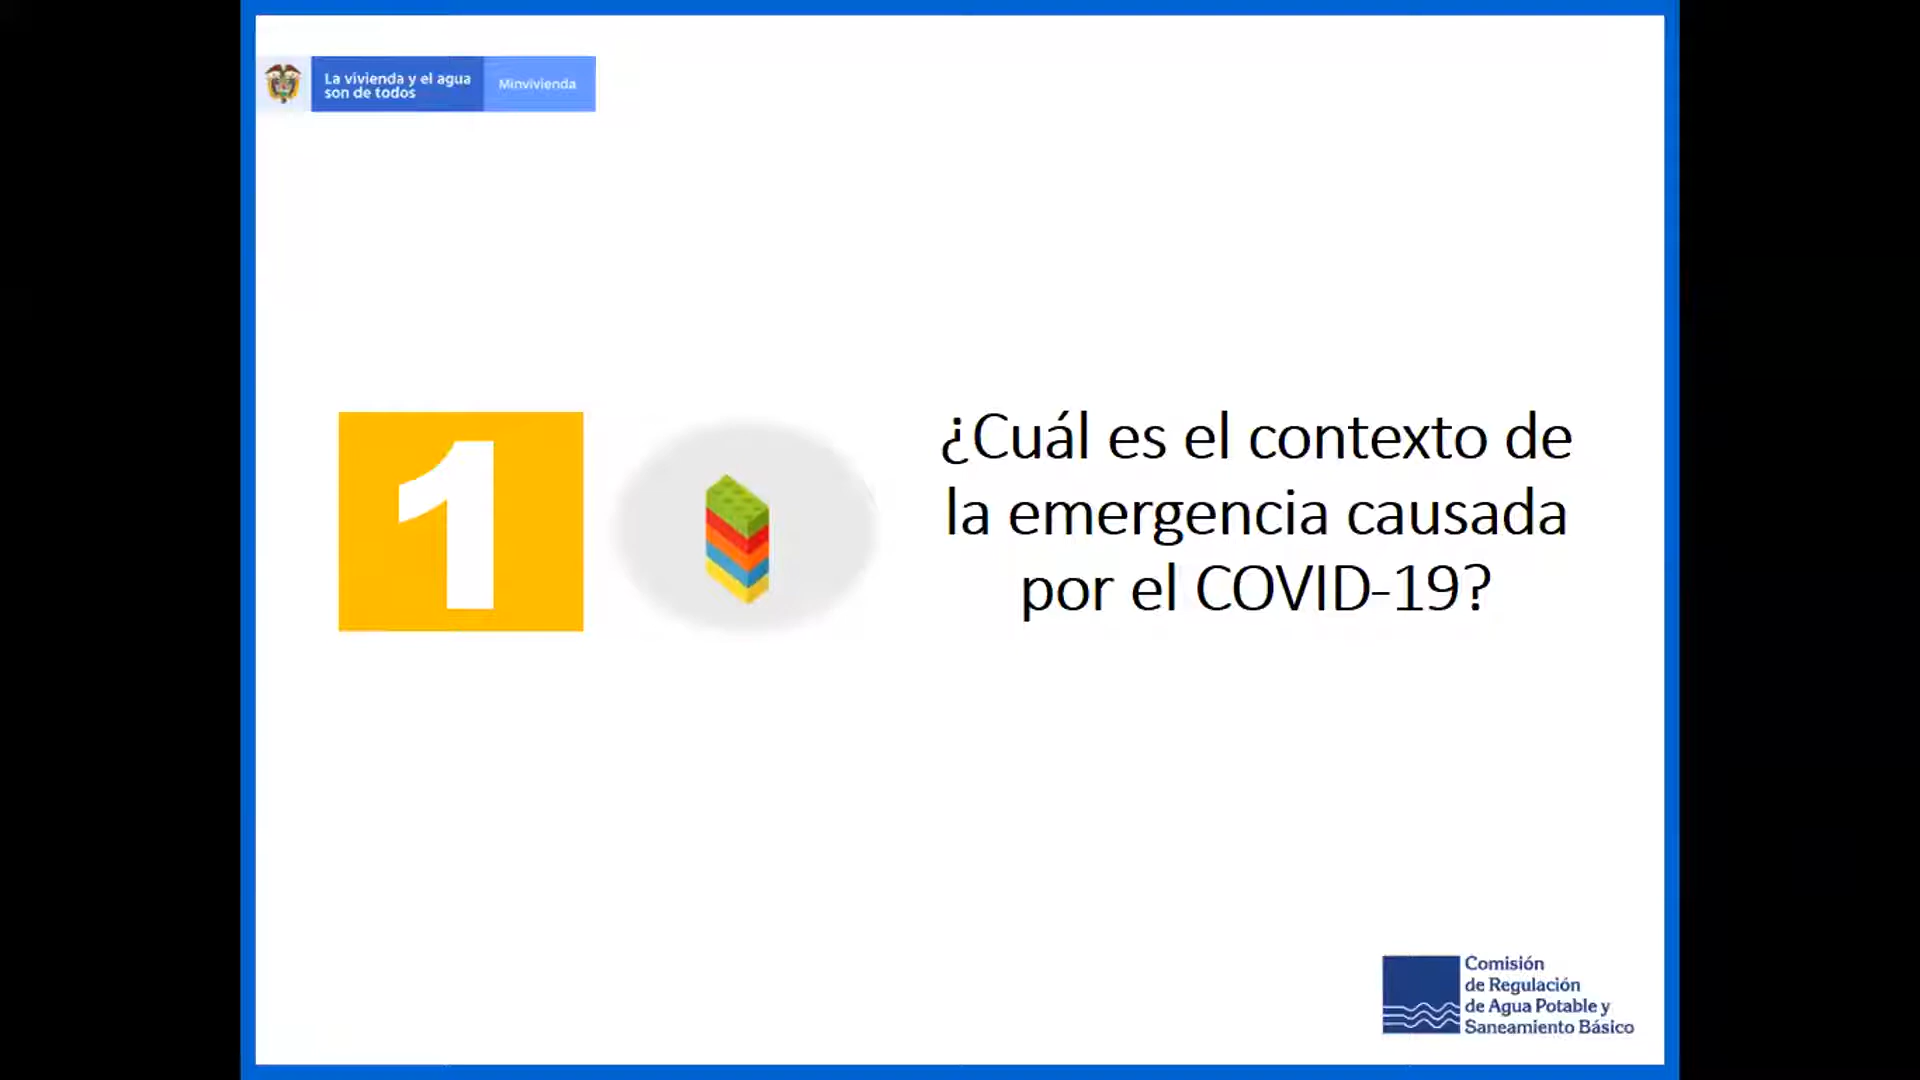 La vivienda y el agua
son de todos
Minvivienda
1
¿Cuál es el contexto de
la emergencia causada
por el COVID-19?
Comisión
de Regulación
de Agua Potable y
Saneamiento Básico